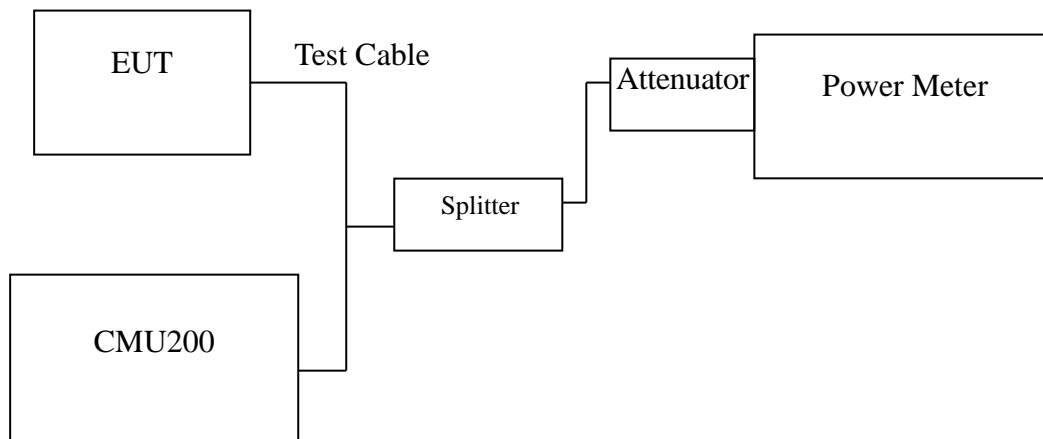 EUT
Test Cable
Attenuator
Power Meter
Splitter
CMU200